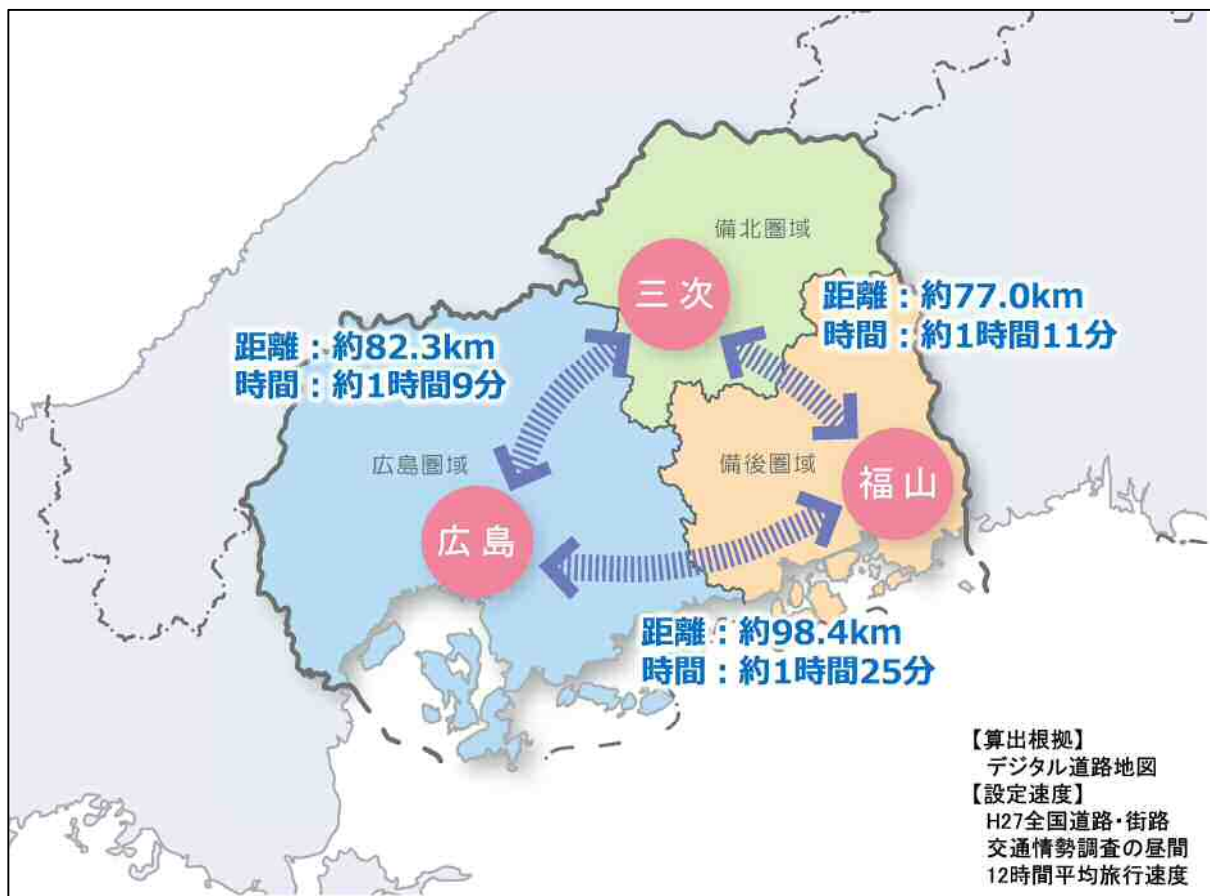 備北圏域
三次
距離：約77.0km
時間：約1時間11分
距離：約82.3km
時間：約1時間9分
広島圏域
備後圏域
福山
広島
距離：約98.4km
時間：約1時間25分
【算出根拠】
デジタル道路地図
【設定速度】
H27全国道路・街路
交通情勢調査の昼間
12時間平均旅行速度